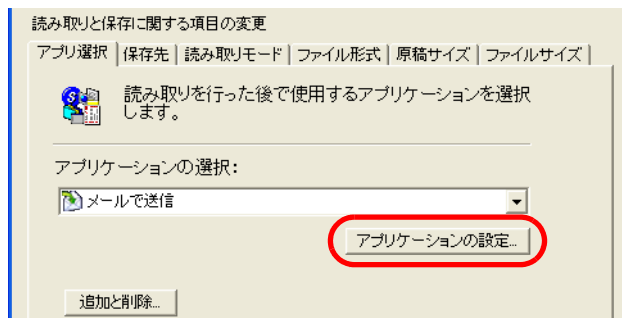 読み取りと保存に関する項目の変更
アプリ選択 保存先 読み取りモード ファイル形式 原稿サイズ ファイルサイズ
読み取りを行った後で使用するアプリケーションを選択
します。
アプリケーションの選択:
メールで送信
アプリケーションの設定...
追加と削除...